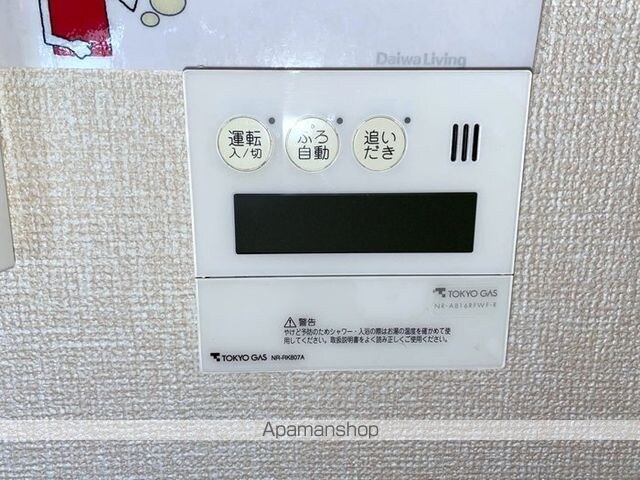 Daiwa Living
運転
入/切
ふろ
自動
追い
だき
TOKYO GAS
NR-AB16RFWF-R
警告
やけど予防のためシャワー・入浴の際はお湯の温度を確かめて使
用してください。取扱説明書をよく読み正しくご使用ください。
TOKYO GAS NR-RK807A
Apamanshop